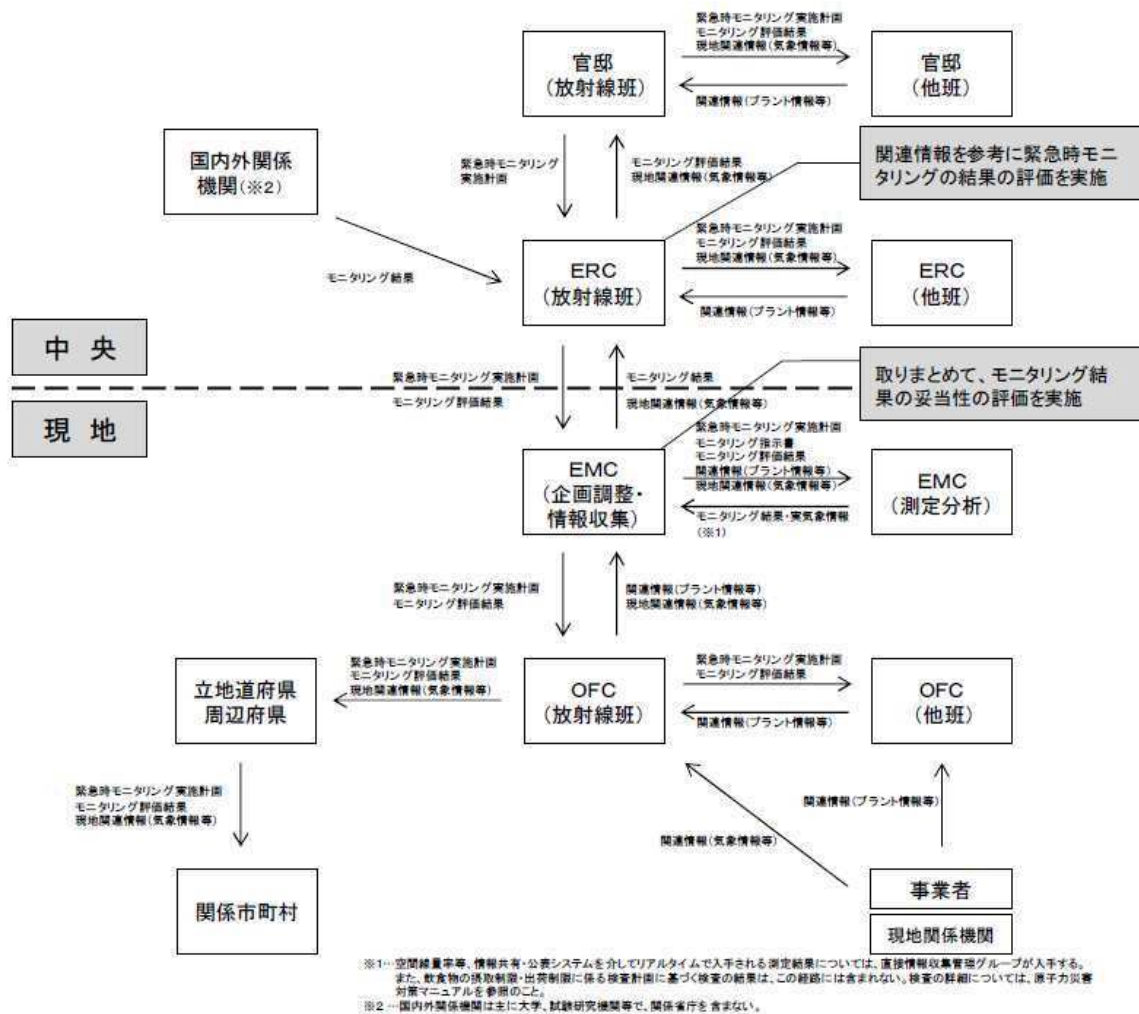 緊急時モニタリング実施計画
モニタリング評価結果
現地関連情報(気象情報等)
官邸
(放射線班)
官邸
(他班)
関連情報(プラント情報等)
国内外関係
機関(※2)
緊急時モニタリング
実施計画
モニタリング評価結果
現地関連情報(気象情報等)
関連情報を参考に緊急時モニ
タリングの結果の評価を実施
緊急時モニタリング実施計画
モニタリング評価結果
現地関連情報(気象情報等)
モニタリング結果
ERC
(放射線班)
ERC
(他班)
関連情報(プラント情報等)
中 央
緊急時モニタリング実施計画
モニタリング評価結果
モニタリング結果
現地関連情報(気象情報等)
取りまとめて、モニタリング結
果の妥当性の評価を実施
現 地
緊急時モニタリング実施計画
モニタリング指示書
モニタリング評価結果
関連情報(プラント情報等)
現地関連情報(気象情報等)
EMC
(企画調整・
情報収集)
EMC
(測定分析)
モニタリング結果・実気象情報
(※1)
緊急時モニタリング実施計画
モニタリング評価結果
関連情報(プラント情報等)
現地関連情報(気象情報等)
立地道府県
周辺府県
緊急時モニタリング実施計画
モニタリング評価結果
現地関連情報(気象情報等)
OFC
(放射線班)
緊急時モニタリング実施計画
モニタリング評価結果
関連情報(プラント情報等)
OFC
(他班)
緊急時モニタリング実施計画
モニタリング評価結果
現地関連情報(気象情報等)
関連情報(プラント情報等)
関連情報(気象情報等)
関係市町村
事業者
現地関係機関
※1…空間線量率等、情報共有・公表システムを介してリアルタイムで入手される測定結果については、直接情報収集管理グループが入手する。
また、飲食物の摂取制限・出荷制限に係る検査計画に基づく検査の結果は、この経路には含まれない。検査の詳細については、原子力災害
対策マニュアルを参照のこと。
※2…国内外関係機関は主に大学、試験研究機関等で、関係省庁を含まない。